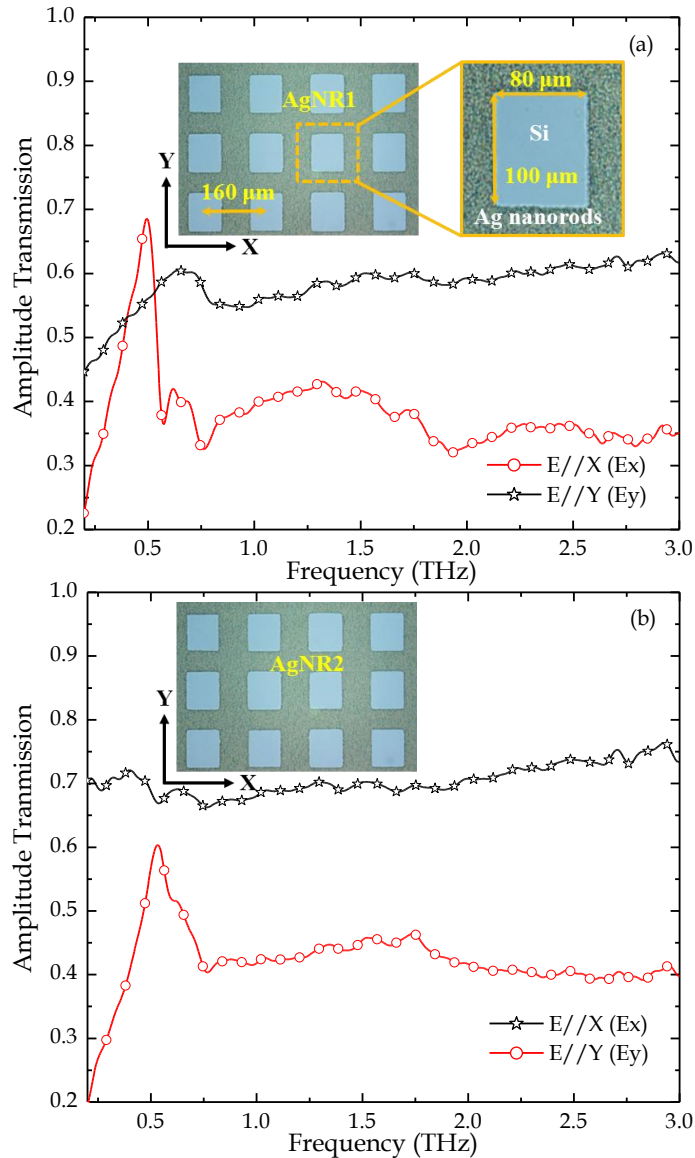 (a)
1.0
0.9
0.8
0.7
0.6
0.5
0.4
0.3
0.2
Amplitude Transmission
AgNR1
160 μm
Y
X
80 μm
Si
100 μm
Ag nanorods
E//X (Ex)
E//Y (Ey)
0.5 1.0 1.5 2.0 2.5 3.0
Frequency (THz)
(b)
1.0
0.9
0.8
0.7
0.6
0.5
0.4
0.3
0.2
Amplitude Tranmission
AgNR2
Y
X
E//X (Ex)
E//Y (Ey)
0.5 1.0 1.5 2.0 2.5 3.0
Frequency (THz)